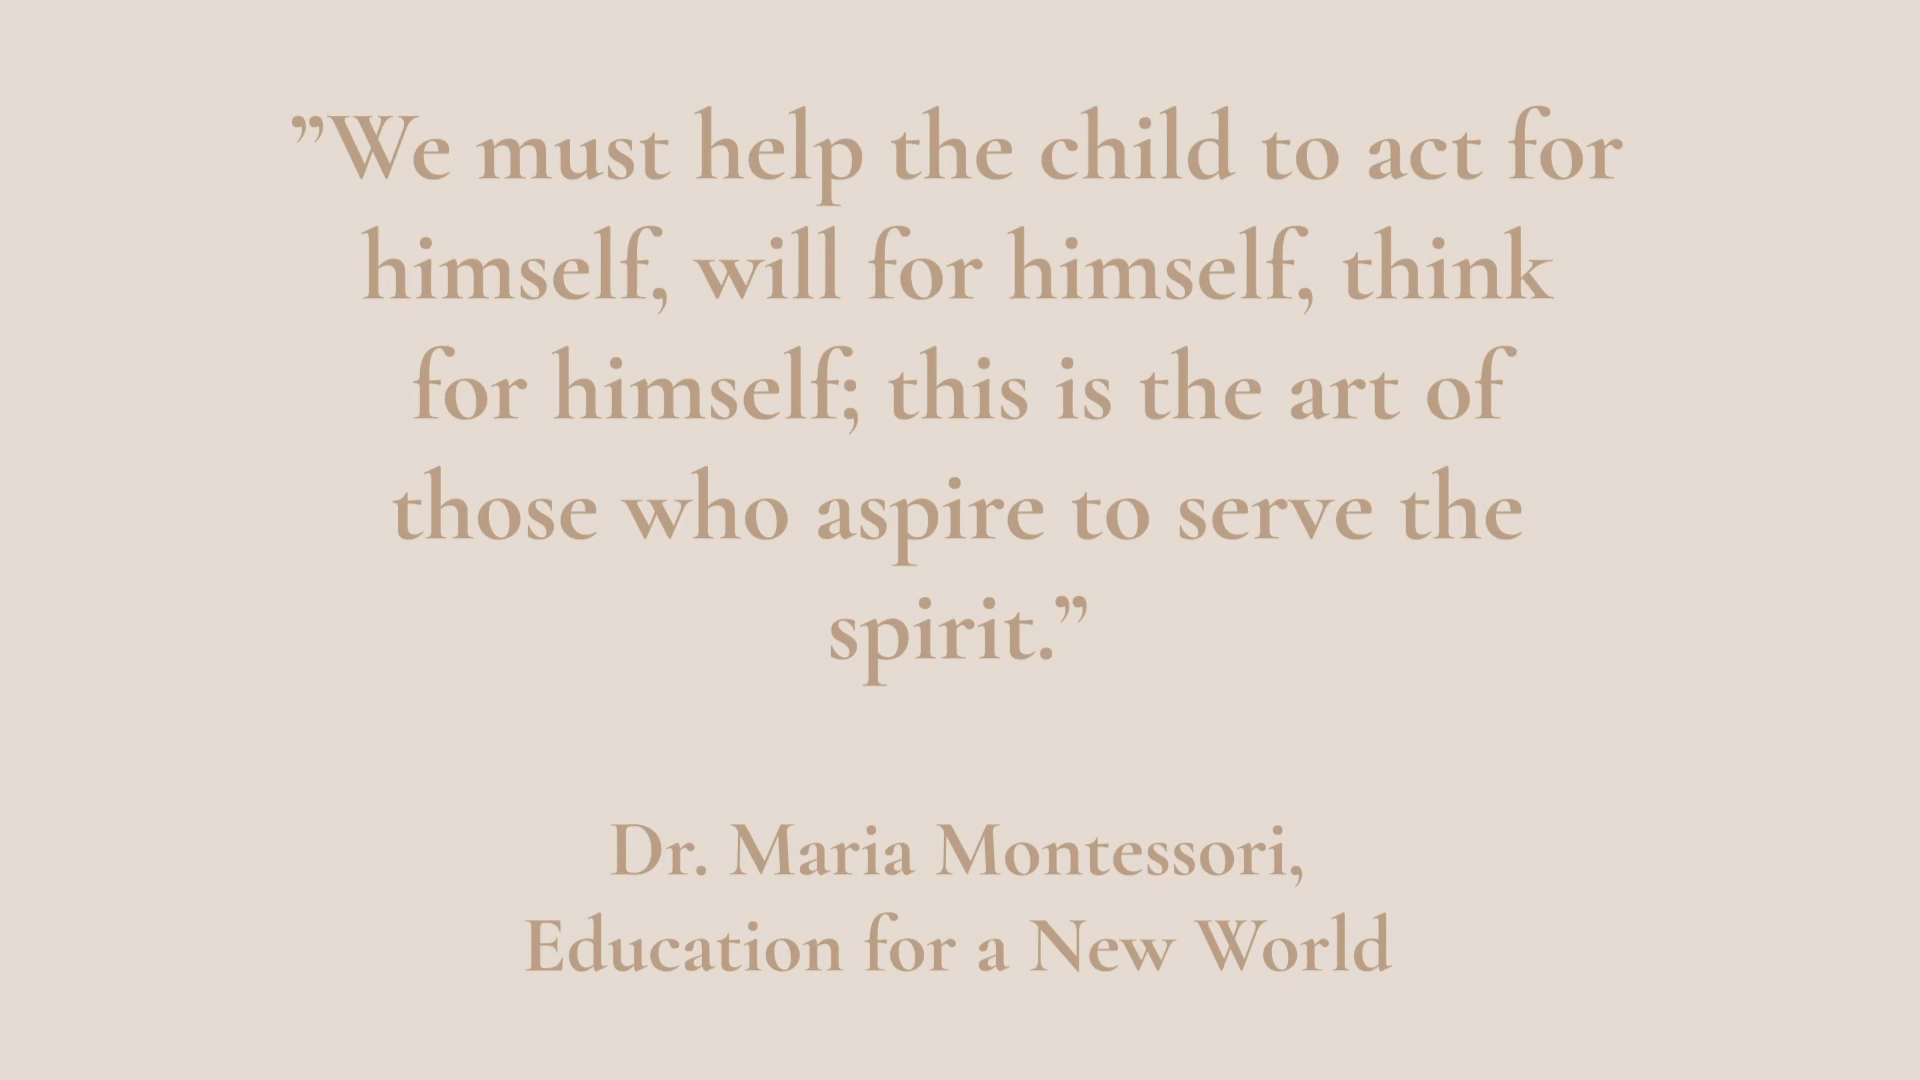 ”We must help the child to act for
himself, will for himself, think
for himself; this is the art of
those who aspire to serve the
spirit.”
Dr. Maria Montessori,
Education for a New World